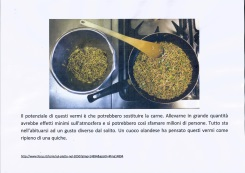 Il potenziale di questi vermi è che potrebbero sostituire la carne. Allevarne in grande quantità
avrebbe effetti minimi sull'atmosfera e si potrebbero così sfamare milioni di persone. Tutto sta
nell'abituarsi ad un gusto diverso dal solito. Un cuoco olandese ha pensato questi vermi come
ripieno di una quiche.